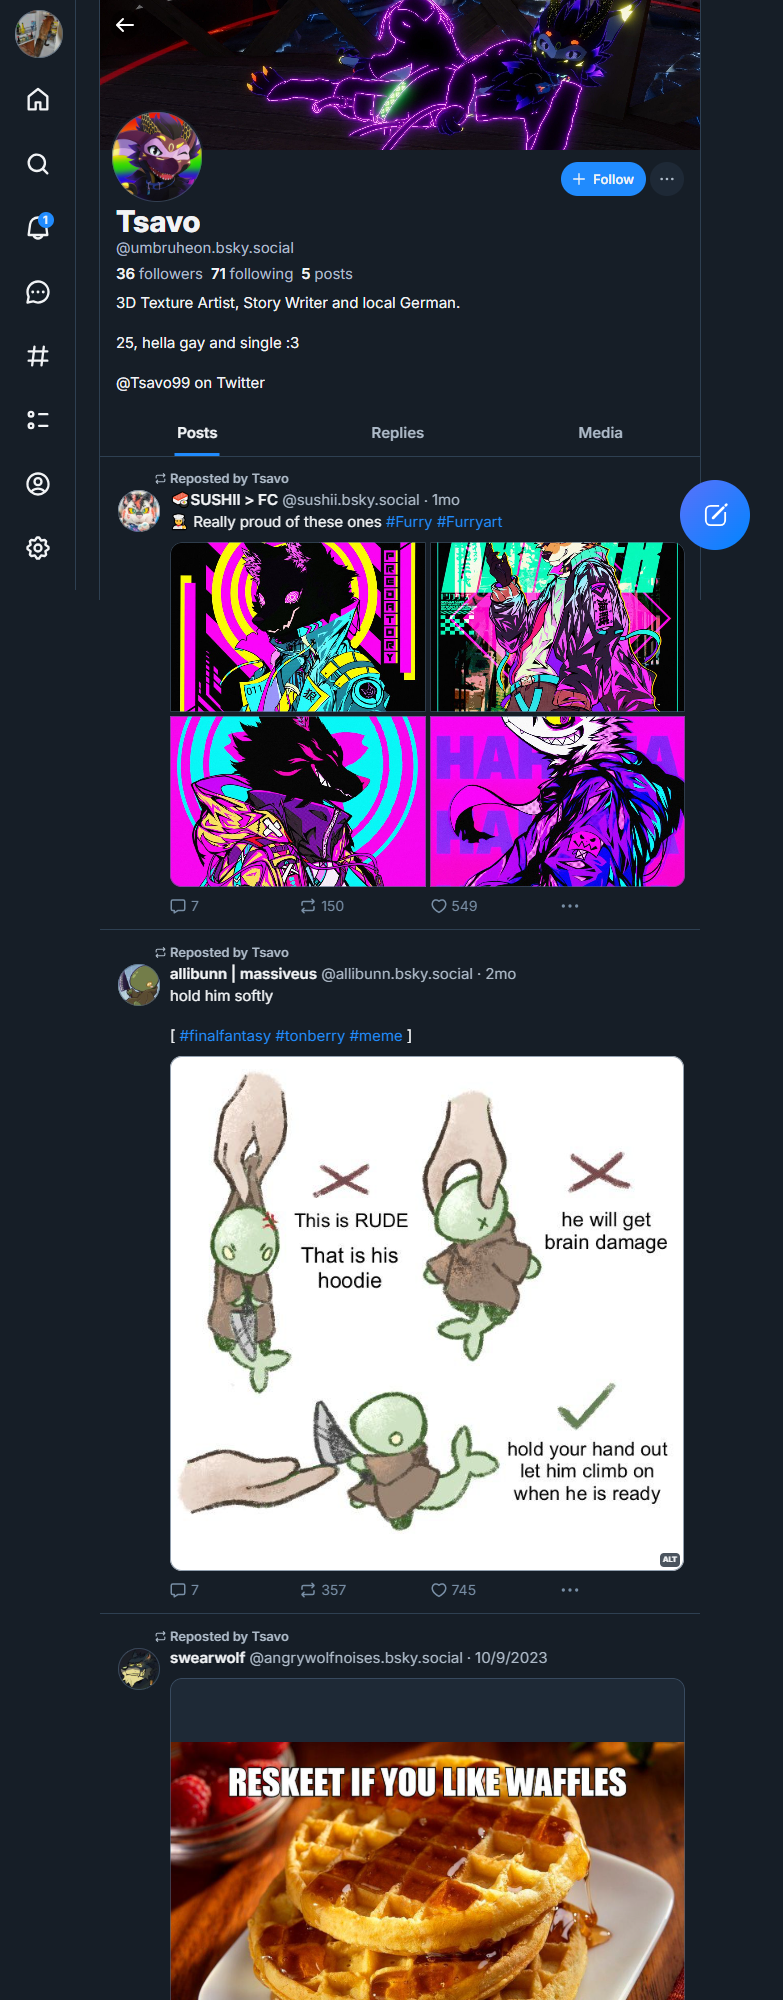 1
Follow
Tsavo
@umbruheon.bsky.social
36 followers 71 following 5 posts
3D Texture Artist, Story Writer and local German.
25, hella gay and single :3
@Tsavo99 on Twitter
Posts Replies Media
Reposted by Tsavo
SUSHII > FC @sushii.bsky.social · 1mo
Really proud of these ones #Furry #Furryart
7 150 549
Reposted by Tsavo
allibunn | massiveus @allibunn.bsky.social · 2mo
hold him softly
[ #finalfantasy #tonberry #meme ]
This is RUDE
That is his
hoodie
he will get
brain damage
hold your hand out
let him climb on
when he is ready
ALT
7 357 745
Reposted by Tsavo
swearwolf @angrywolfnoises.bsky.social · 10/9/2023
RESKEET IF YOU LIKE WAFFLES